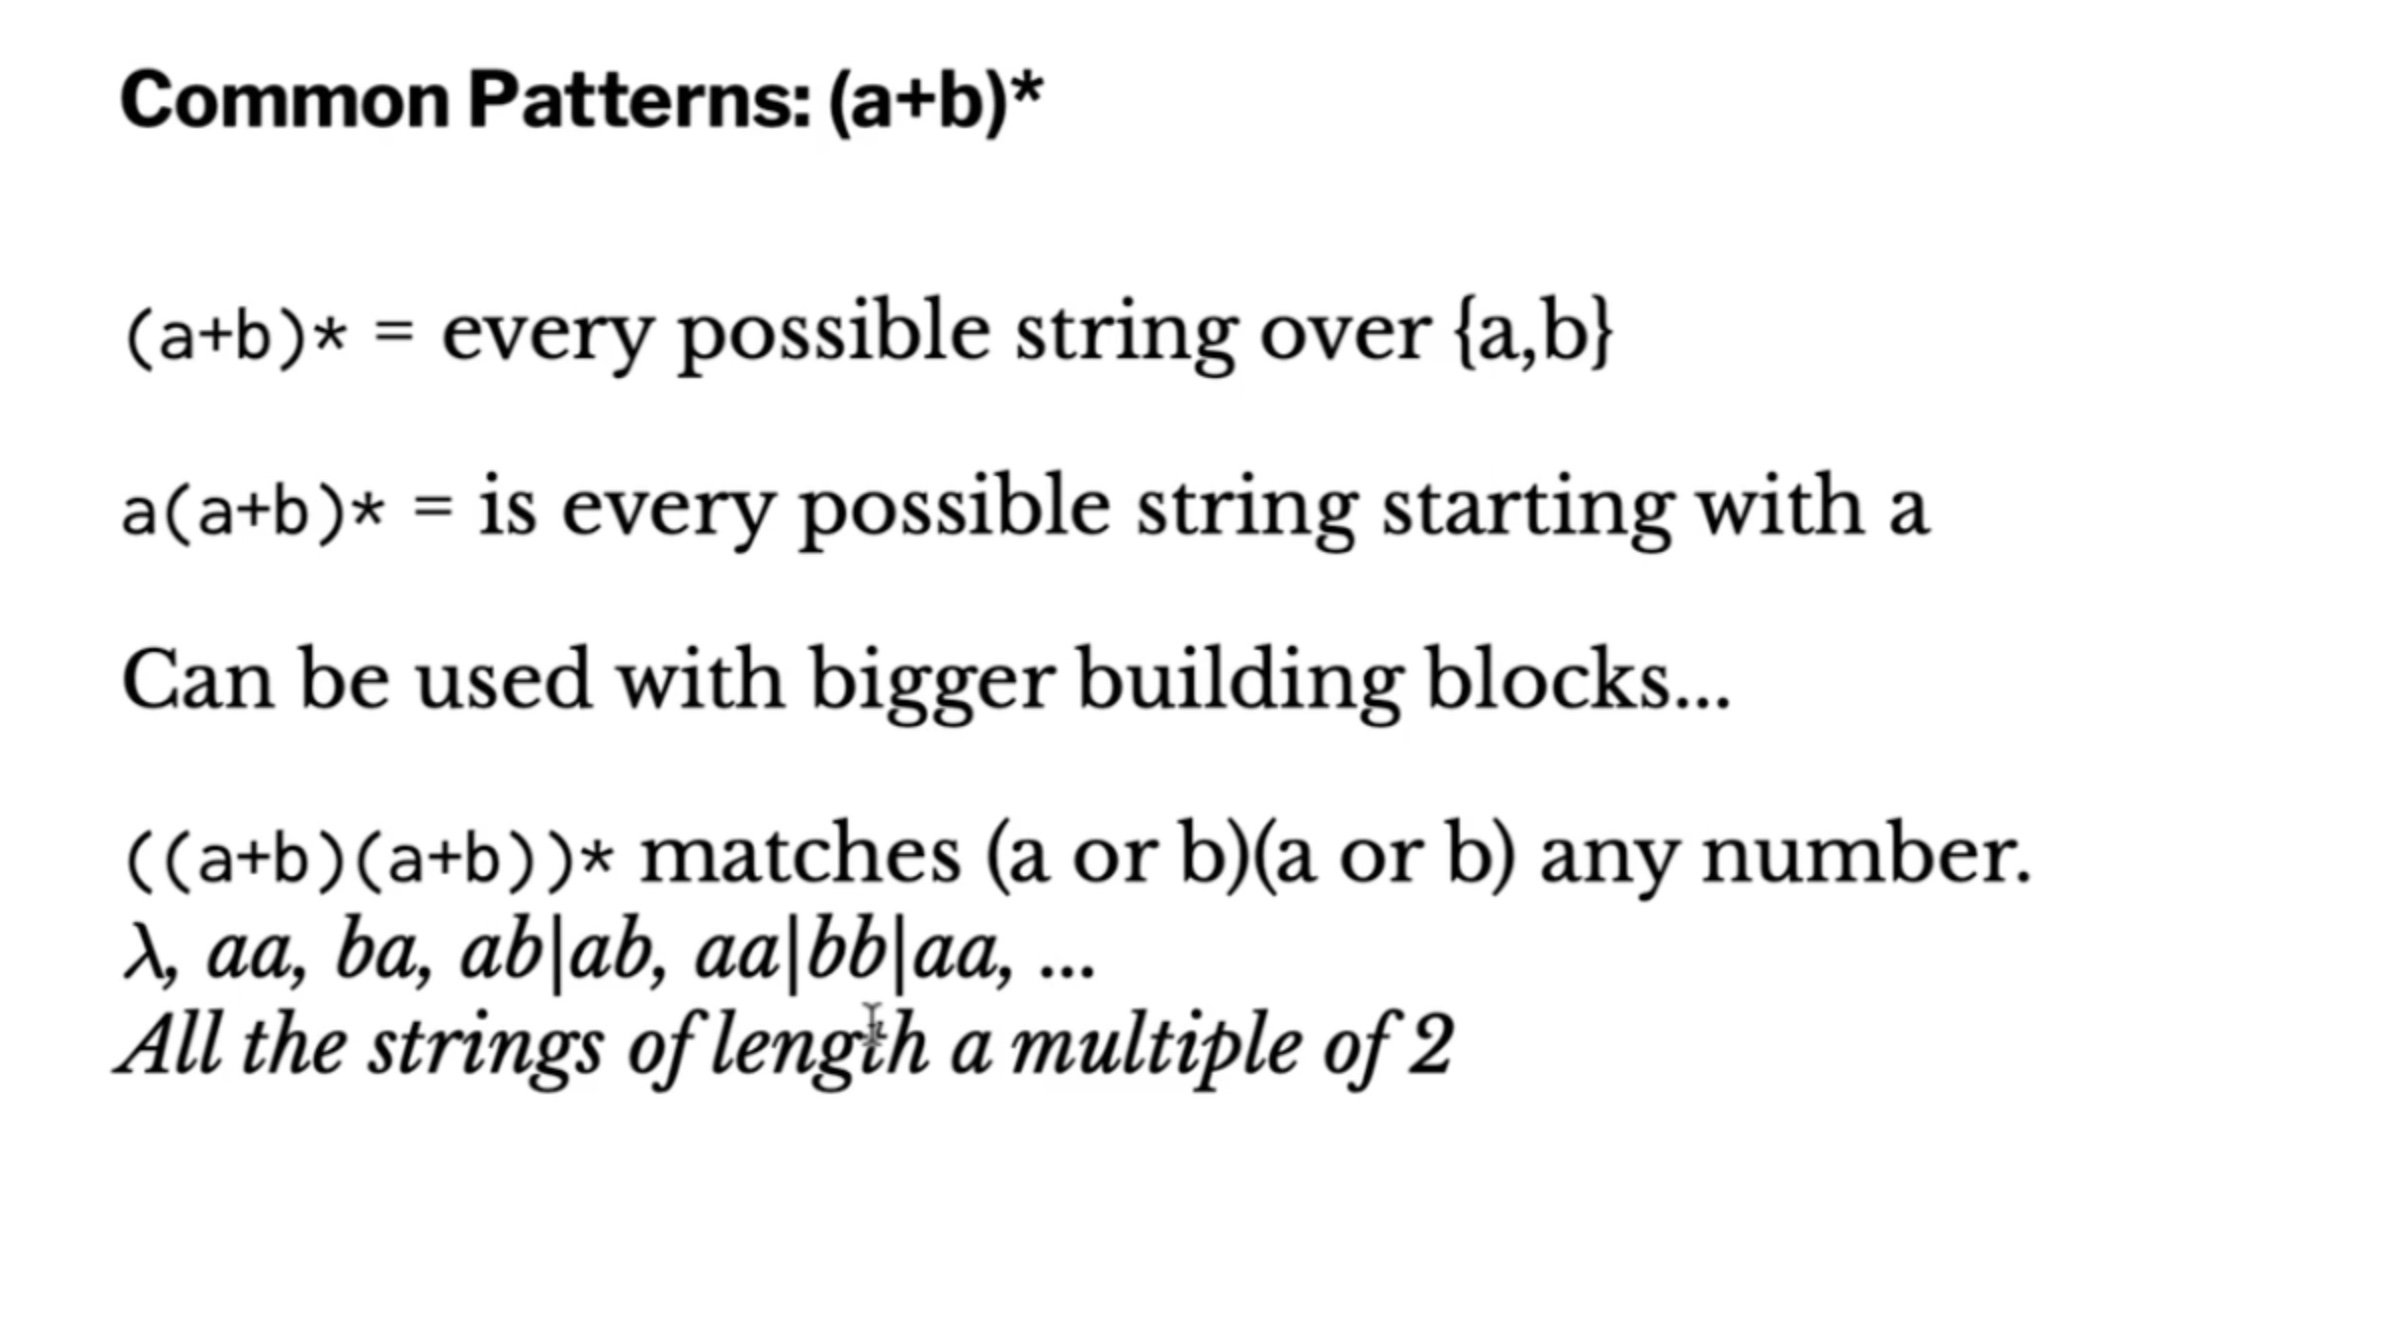 Common Patterns: (a+b)*
(a+b)* = every possible string over {a,b}
a(a+b)* = is every possible string starting with a
Can be used with bigger building blocks...
((a+b)(a+b))* matches (a or b)(a or b) any number.
λ, aa, ba, ab|ab, aa|bb|aa, ...
All the strings of length a multiple of 2